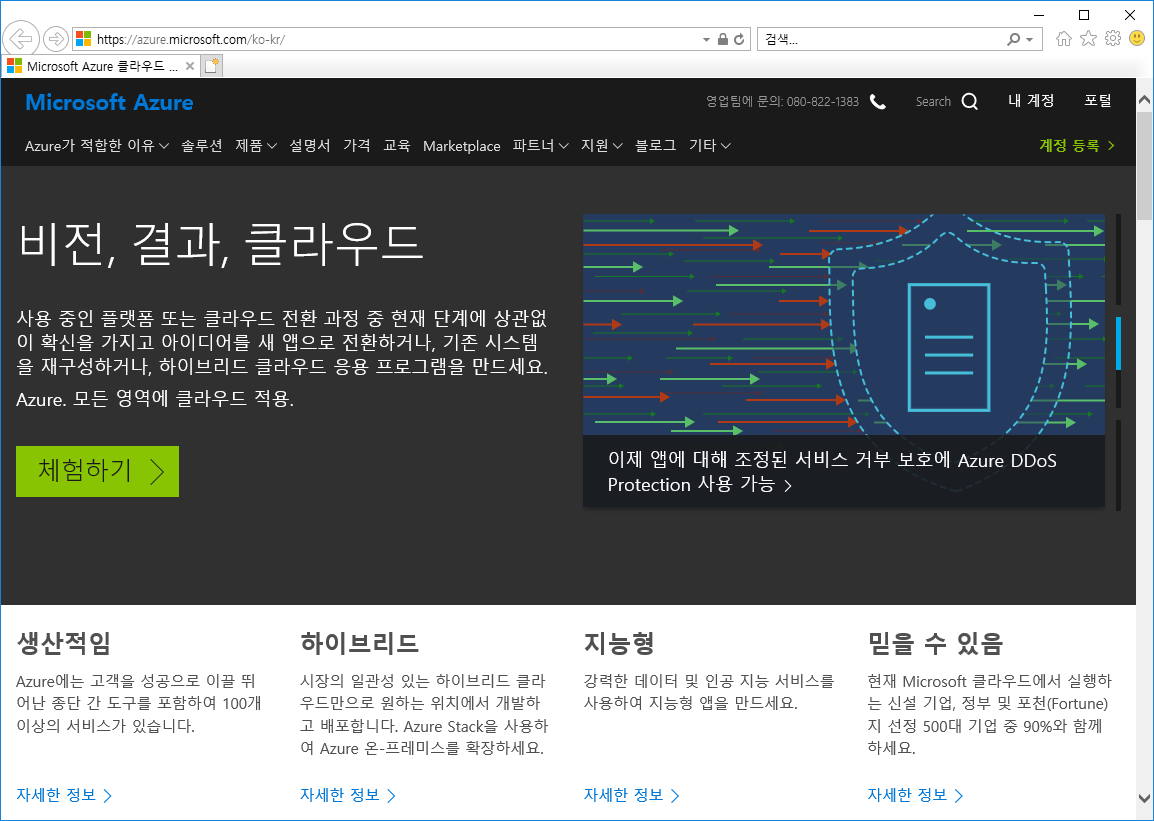 https://azure.microsoft.com/ko-kr/
검색...
Microsoft Azure 클라우드 ...
Microsoft Azure
영업팀에 문의: 080-822-1383
Search
내 계정
포털
Azure가 적합한 이유
솔루션
제품
설명서
가격
교육
Marketplace
파트너
지원
블로그
기타
계정 등록
비전, 결과, 클라우드
사용 중인 플랫폼 또는 클라우드 전환 과정 중 현재 단계에 상관없
이 확신을 가지고 아이디어를 새 앱으로 전환하거나, 기존 시스템
을 재구성하거나, 하이브리드 클라우드 응용 프로그램을 만드세요.
Azure. 모든 영역에 클라우드 적용.
체험하기
이제 앱에 대해 조정된 서비스 거부 보호에 Azure DDoS
Protection 사용 가능
생산적임
Azure에는 고객을 성공으로 이끌 뛰
어난 종단 간 도구를 포함하여 100개
이상의 서비스가 있습니다.
자세한 정보
하이브리드
시장의 일관성 있는 하이브리드 클라
우드만으로 원하는 위치에서 개발하
고 배포합니다. Azure Stack을 사용하
여 Azure 온-프레미스를 확장하세요.
자세한 정보
지능형
강력한 데이터 및 인공 지능 서비스를
사용하여 지능형 앱을 만드세요.
자세한 정보
믿을 수 있음
현재 Microsoft 클라우드에서 실행하
는 신설 기업, 정부 및 포천(Fortune)
지 선정 500대 기업 중 90%와 함께
하세요.
자세한 정보